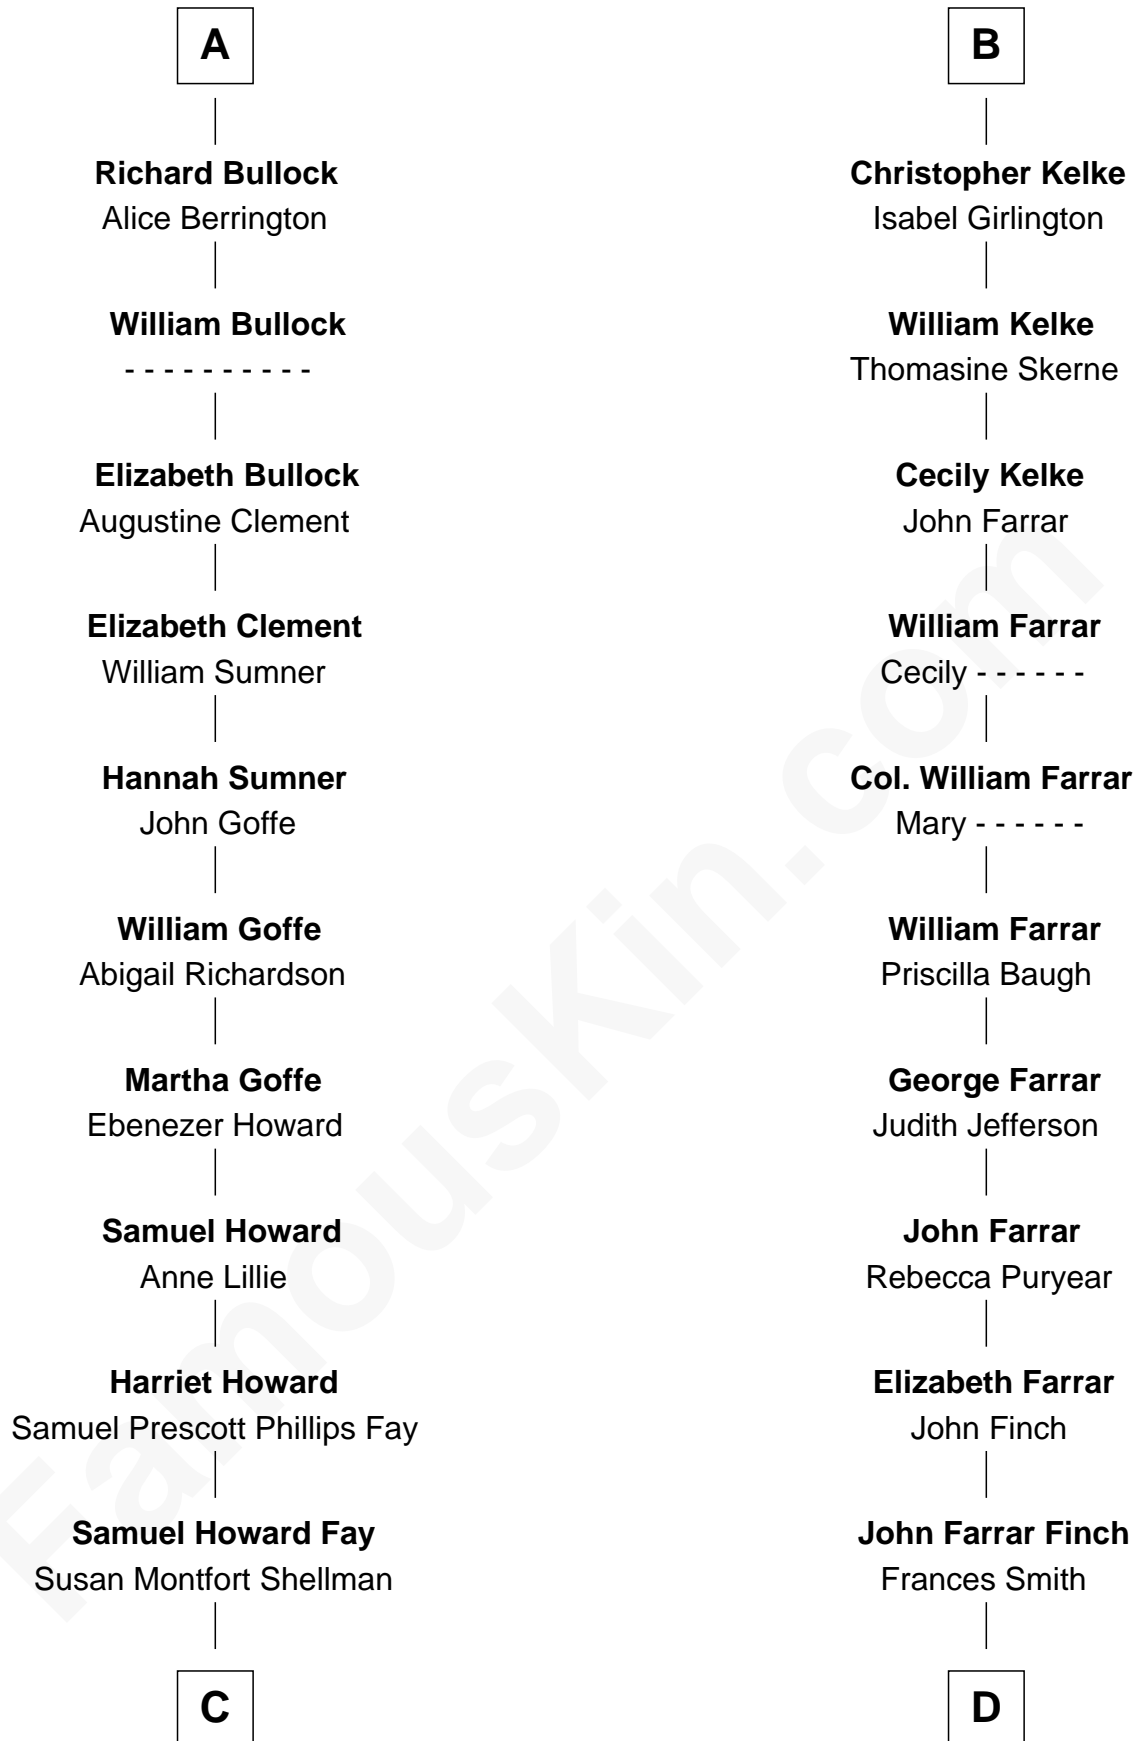 A
Richard Bullock
Alice Berrington
William Bullock
- - - - - - - - - -
Elizabeth Bullock
Augustine Clement
Elizabeth Clement
William Sumner
Hannah Sumner
John Goffe
William Goffe
Abigail Richardson
Martha Goffe
Ebenezer Howard
Samuel Howard
Anne Lillie
Harriet Howard
Samuel Prescott Phillips Fay
Samuel Howard Fay
Susan Montfort Shellman
C
B
Christopher Kelke
Isabel Girlington
William Kelke
Thomasine Skerne
Cecily Kelke
John Farrar
William Farrar
Cecily - - - - - -
Col. William Farrar
Mary - - - - - -
William Farrar
Priscilla Baugh
George Farrar
Judith Jefferson
John Farrar
Rebecca Puryear
Elizabeth Farrar
John Finch
John Farrar Finch
Frances Smith
D
FamousKin.com